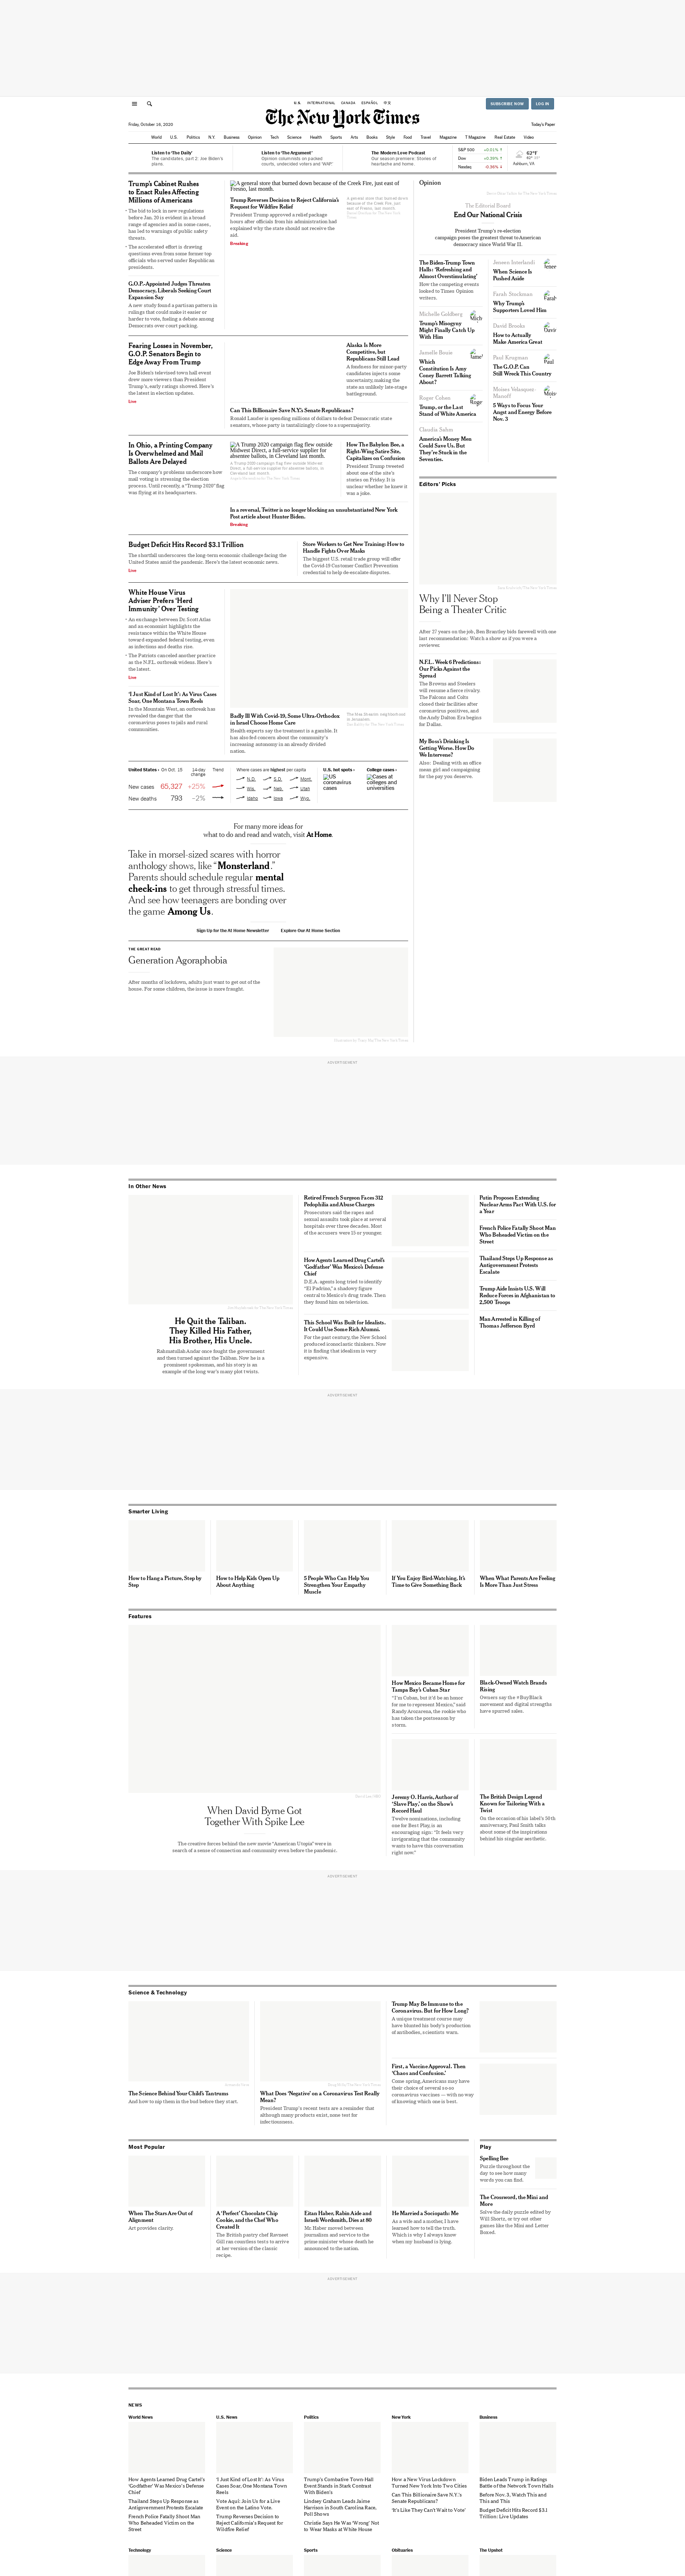 U.S.
INTERNATIONAL
CANADA
ESPAÑOL
中文
SUBSCRIBE NOW
LOG IN
The New York Times
Friday, October 16, 2020
Today's Paper
World
U.S.
Politics
N.Y.
Business
Opinion
Tech
Science
Health
Sports
Arts
Books
Style
Food
Travel
Magazine
T Magazine
Real Estate
Video
Listen to 'The Daily'
The candidates, part 2: Joe Biden's
plans.
Listen to 'The Argument'
Opinion columnists on packed
courts, undecided voters and 'WAP'
The Modern Love Podcast
Our season premiere: Stories of
heartache and home.
S&P 500
Dow
Nasdaq
62°F
Ashburn, VA
Trump's Cabinet Rushes
to Enact Rules Affecting
Millions of Americans
• The bid to lock in new regulations
before Jan. 20 is evident in a broad
range of agencies and in some cases,
has led to warnings of public safety
threats.
• The accelerated effort is drawing
questions even from some former top
officials who served under Republican
presidents.
G.O.P.-Appointed Judges Threaten
Democracy, Liberals Seeking Court
Expansion Say
A new study found a partisan pattern in
rulings that could make it easier or
harder to vote, fueling a debate among
Democrats over court packing.
A general store that burned down because of the Creek Fire, just east of
Fresno, last month.
Trump Reverses Decision to Reject California's
Request for Wildfire Relief
President Trump approved a relief package
hours after officials from his administration had
explained why the state should not receive the
aid.
Breaking
A general store that burned down
because of the Creek Fire, just
east of Fresno, last month.
Fearing Losses in November,
G.O.P. Senators Begin to
Edge Away From Trump
Joe Biden's televised town hall event
drew more viewers than President
Trump's, early ratings showed. Here's
the latest in election updates.
Live
Alaska Is More
Competitive, but
Republicans Still Lead
A fondness for minor-party
candidates injects some
uncertainty, making the
state an unlikely late-stage
battleground.
Can This Billionaire Save N.Y.'s Senate Republicans?
Ronald Lauder is spending millions of dollars to defeat Democratic state
senators, whose party is tantalizingly close to a supermajority.
In Ohio, a Printing Company
Is Overwhelmed and Mail
Ballots Are Delayed
The company's problems underscore how
mail voting is stressing the election
process. Until recently, a "Trump 2020" flag
was flying at its headquarters.
A Trump 2020 campaign flag flew outside
Midwest Direct, a full-service supplier for
absentee ballots, in Cleveland last month.
A Trump 2020 campaign flag flew outside Midwest
Direct, a full-service supplier for absentee ballots, in
Cleveland last month.
How The Babylon Bee, a
Right-Wing Satire Site,
Capitalizes on Confusion
President Trump tweeted
about one of the site's
stories on Friday. It is
unclear whether he knew it
was a joke.
In a reversal, Twitter is no longer blocking an unsubstantiated New York
Post article about Hunter Biden.
Breaking
Budget Deficit Hits Record $3.1 Trillion
The shortfall underscores the long-term economic challenge facing the
United States amid the pandemic. Here's the latest economic news.
Live
Store Workers to Get New Training: How to
Handle Fights Over Masks
The biggest U.S. retail trade group will offer
the Covid-19 Customer Conflict Prevention
credential to help de-escalate disputes.
White House Virus
Adviser Prefers 'Herd
Immunity' Over Testing
• An exchange between Dr. Scott Atlas
and an economist highlights the
resistance within the White House
toward expanded federal testing, even
as infections and deaths rise.
• The Patriots canceled another practice
as the N.F.L. outbreak widens. Here's
the latest.
Live
'I Just Kind of Lost It': As Virus Cases
Soar, One Montana Town Reels
In the Mountain West, an outbreak has
revealed the danger that the
coronavirus poses to jails and rural
communities.
Badly Ill With Covid-19, Some Ultra-Orthodox
in Israel Choose Home Care
Health experts say the treatment is a gamble. It
has also fed concern about the community's
increasing autonomy in an already divided
nation.
United States › On Oct. 15
14-day
change
Trend
New cases 65,327 +25%
New deaths 793 –2%
Where cases are highest per capita
N.D.
S.D.
Mont.
Wis.
Neb.
Utah
Idaho
Iowa
Wyo.
U.S. hot spots ›
US
coronavirus
cases
College cases ›
Cases at
colleges and
universities
For many more ideas for
what to do and read and watch, visit At Home.
Take in morsel-sized scares with horror
anthology shows, like "Monsterland."
Parents should schedule regular mental
check-ins to get through stressful times.
And see how teenagers are bonding over
the game Among Us.
Sign Up for the At Home Newsletter
Explore Our At Home Section
THE GREAT READ
Generation Agoraphobia
After months of lockdown, adults just want to get out of the
house. For some children, the issue is more fraught.
Opinion
The Editorial Board
End Our National Crisis
President Trump's re-election
campaign poses the greatest threat to American
democracy since World War II.
The Biden-Trump Town
Halls: 'Refreshing and
Almost Overstimulating'
How the competing events
looked to Times Opinion
writers.
Michelle Goldberg
Trump's Misogyny
Might Finally Catch Up
With Him
Jamelle Bouie
Which
Constitution Is Amy
Coney Barrett Talking
About?
Roger Cohen
Trump, or the Last
Stand of White America
Claudia Sahm
America's Money Men
Could Save Us. But
They're Stuck in the
Seventies.
Jeneen Interlandi
When Science Is
Pushed Aside
Farah Stockman
Why Trump's
Supporters Loved Him
David Brooks
How to Actually
Make America Great
Paul Krugman
The G.O.P. Can
Still Wreck This Country
Moises Velasquez-
Manoff
5 Ways to Focus Your
Angst and Energy Before
Nov. 3
Editors' Picks
Why I'll Never Stop
Being a Theater Critic
After 27 years on the job, Ben Brantley bids farewell with one
last recommendation: Watch a show as if you were a
reviewer.
N.F.L. Week 6 Predictions:
Our Picks Against the
Spread
The Browns and Steelers
will resume a fierce rivalry.
The Falcons and Colts
closed their facilities after
coronavirus positives, and
the Andy Dalton Era begins
for Dallas.
My Boss's Drinking Is
Getting Worse. How Do
We Intervene?
Also: Dealing with an office
mean girl and campaigning
for the pay you deserve.
ADVERTISEMENT
In Other News
He Quit the Taliban.
They Killed His Father,
His Brother, His Uncle.
Rahmatullah Andar once fought the government
and then turned against the Taliban. Now he is a
prominent spokesman, and his story is an
example of the long war's many plot twists.
Retired French Surgeon Faces 312
Pedophilia and Abuse Charges
Prosecutors said the rapes and
sexual assaults took place at several
hospitals over three decades. Most
of the accusers were 15 or younger.
How Agents Learned Drug Cartel's
'Godfather' Was Mexico's Defense
Chief
D.E.A. agents long tried to identify
"El Padrino," a shadowy figure
central to Mexico's drug trade. Then
they found him on television.
This School Was Built for Idealists.
It Could Use Some Rich Alumni.
For the past century, the New School
produced iconoclastic thinkers. Now
it is finding that idealism is very
expensive.
Putin Proposes Extending
Nuclear Arms Pact With U.S. for
a Year
French Police Fatally Shoot Man
Who Beheaded Victim on the
Street
Thailand Steps Up Response as
Antigovernment Protests
Escalate
Trump Aide Insists U.S. Will
Reduce Forces in Afghanistan to
2,500 Troops
Man Arrested in Killing of
Thomas Jefferson Byrd
ADVERTISEMENT
Smarter Living
How to Hang a Picture, Step by
Step
How to Help Kids Open Up
About Anything
5 People Who Can Help You
Strengthen Your Empathy
Muscle
If You Enjoy Bird-Watching, It's
Time to Give Something Back
When What Parents Are Feeling
Is More Than Just Stress
Features
When David Byrne Got
Together With Spike Lee
The creative forces behind the new movie "American Utopia" were in
search of a sense of connection and community even before the pandemic.
How Mexico Became Home for
Tampa Bay's Cuban Star
"I'm Cuban, but it'd be an honor
for me to represent Mexico," said
Randy Arozarena, the rookie who
has taken the postseason by
storm.
Black-Owned Watch Brands
Rising
Owners say the #BuyBlack
movement and digital strengths
have spurred sales.
Jeremy O. Harris, Author of
'Slave Play,' on the Show's
Record Haul
Twelve nominations, including
one for Best Play, is an
encouraging sign: "It feels very
invigorating that the community
wants to have this conversation
right now."
The British Design Legend
Known for Tailoring With a
Twist
On the occasion of his label's 50th
anniversary, Paul Smith talks
about some of the inspirations
behind his singular aesthetic.
ADVERTISEMENT
Science & Technology
The Science Behind Your Child's Tantrums
And how to nip them in the bud before they start.
What Does 'Negative' on a Coronavirus Test Really
Mean?
President Trump's recent tests are a reminder that
although many products exist, none test for
infectiousness.
Trump May Be Immune to the
Coronavirus. But for How Long?
A unique treatment course may
have blunted his body's production
of antibodies, scientists warn.
First, a Vaccine Approval. Then
'Chaos and Confusion.'
Come spring, Americans may have
their choice of several so-so
coronavirus vaccines — with no way
of knowing which one is best.
Most Popular
When The Stars Are Out of
Alignment
Art provides clarity.
A 'Perfect' Chocolate Chip
Cookie, and the Chef Who
Created It
The British pastry chef Ravneet
Gill ran countless tests to arrive
at her version of the classic
recipe.
Eitan Haber, Rabin Aide and
Israeli Wordsmith, Dies at 80
Mr. Haber moved between
journalism and service to the
prime minister whose death he
announced to the nation.
He Married a Sociopath: Me
As a wife and a mother, I have
learned how to tell the truth.
Which is why I always know
when my husband is lying.
Play
Spelling Bee
Puzzle throughout the
day to see how many
words you can find.
The Crossword, the Mini and
More
Solve the daily puzzle edited by
Will Shortz, or try out other
games like the Mini and Letter
Boxed.
ADVERTISEMENT
NEWS
World News
How Agents Learned Drug Cartel's
'Godfather' Was Mexico's Defense
Chief
Thailand Steps Up Response as
Antigovernment Protests Escalate
French Police Fatally Shoot Man
Who Beheaded Victim on the
Street
U.S. News
'I Just Kind of Lost It': As Virus
Cases Soar, One Montana Town
Reels
Vote Aquí: Join Us for a Live
Event on the Latino Vote.
Trump Reverses Decision to
Reject California's Request for
Wildfire Relief
Politics
Trump's Combative Town Hall
Event Stands in Stark Contrast
With Biden's
Lindsey Graham Leads Jaime
Harrison in South Carolina Race,
Poll Shows
Christie Says He Was 'Wrong' Not
to Wear Masks at White House
New York
How a New Virus Lockdown
Turned New York Into Two Cities
Can This Billionaire Save N.Y.'s
Senate Republicans?
'It's Like They Can't Wait to Vote'
Business
Biden Leads Trump in Ratings
Battle of the Network Town Halls
Before Nov. 3, Watch This and
This and This
Budget Deficit Hits Record $3.1
Trillion: Live Updates
Technology
Science
Sports
Obituaries
The Upshot